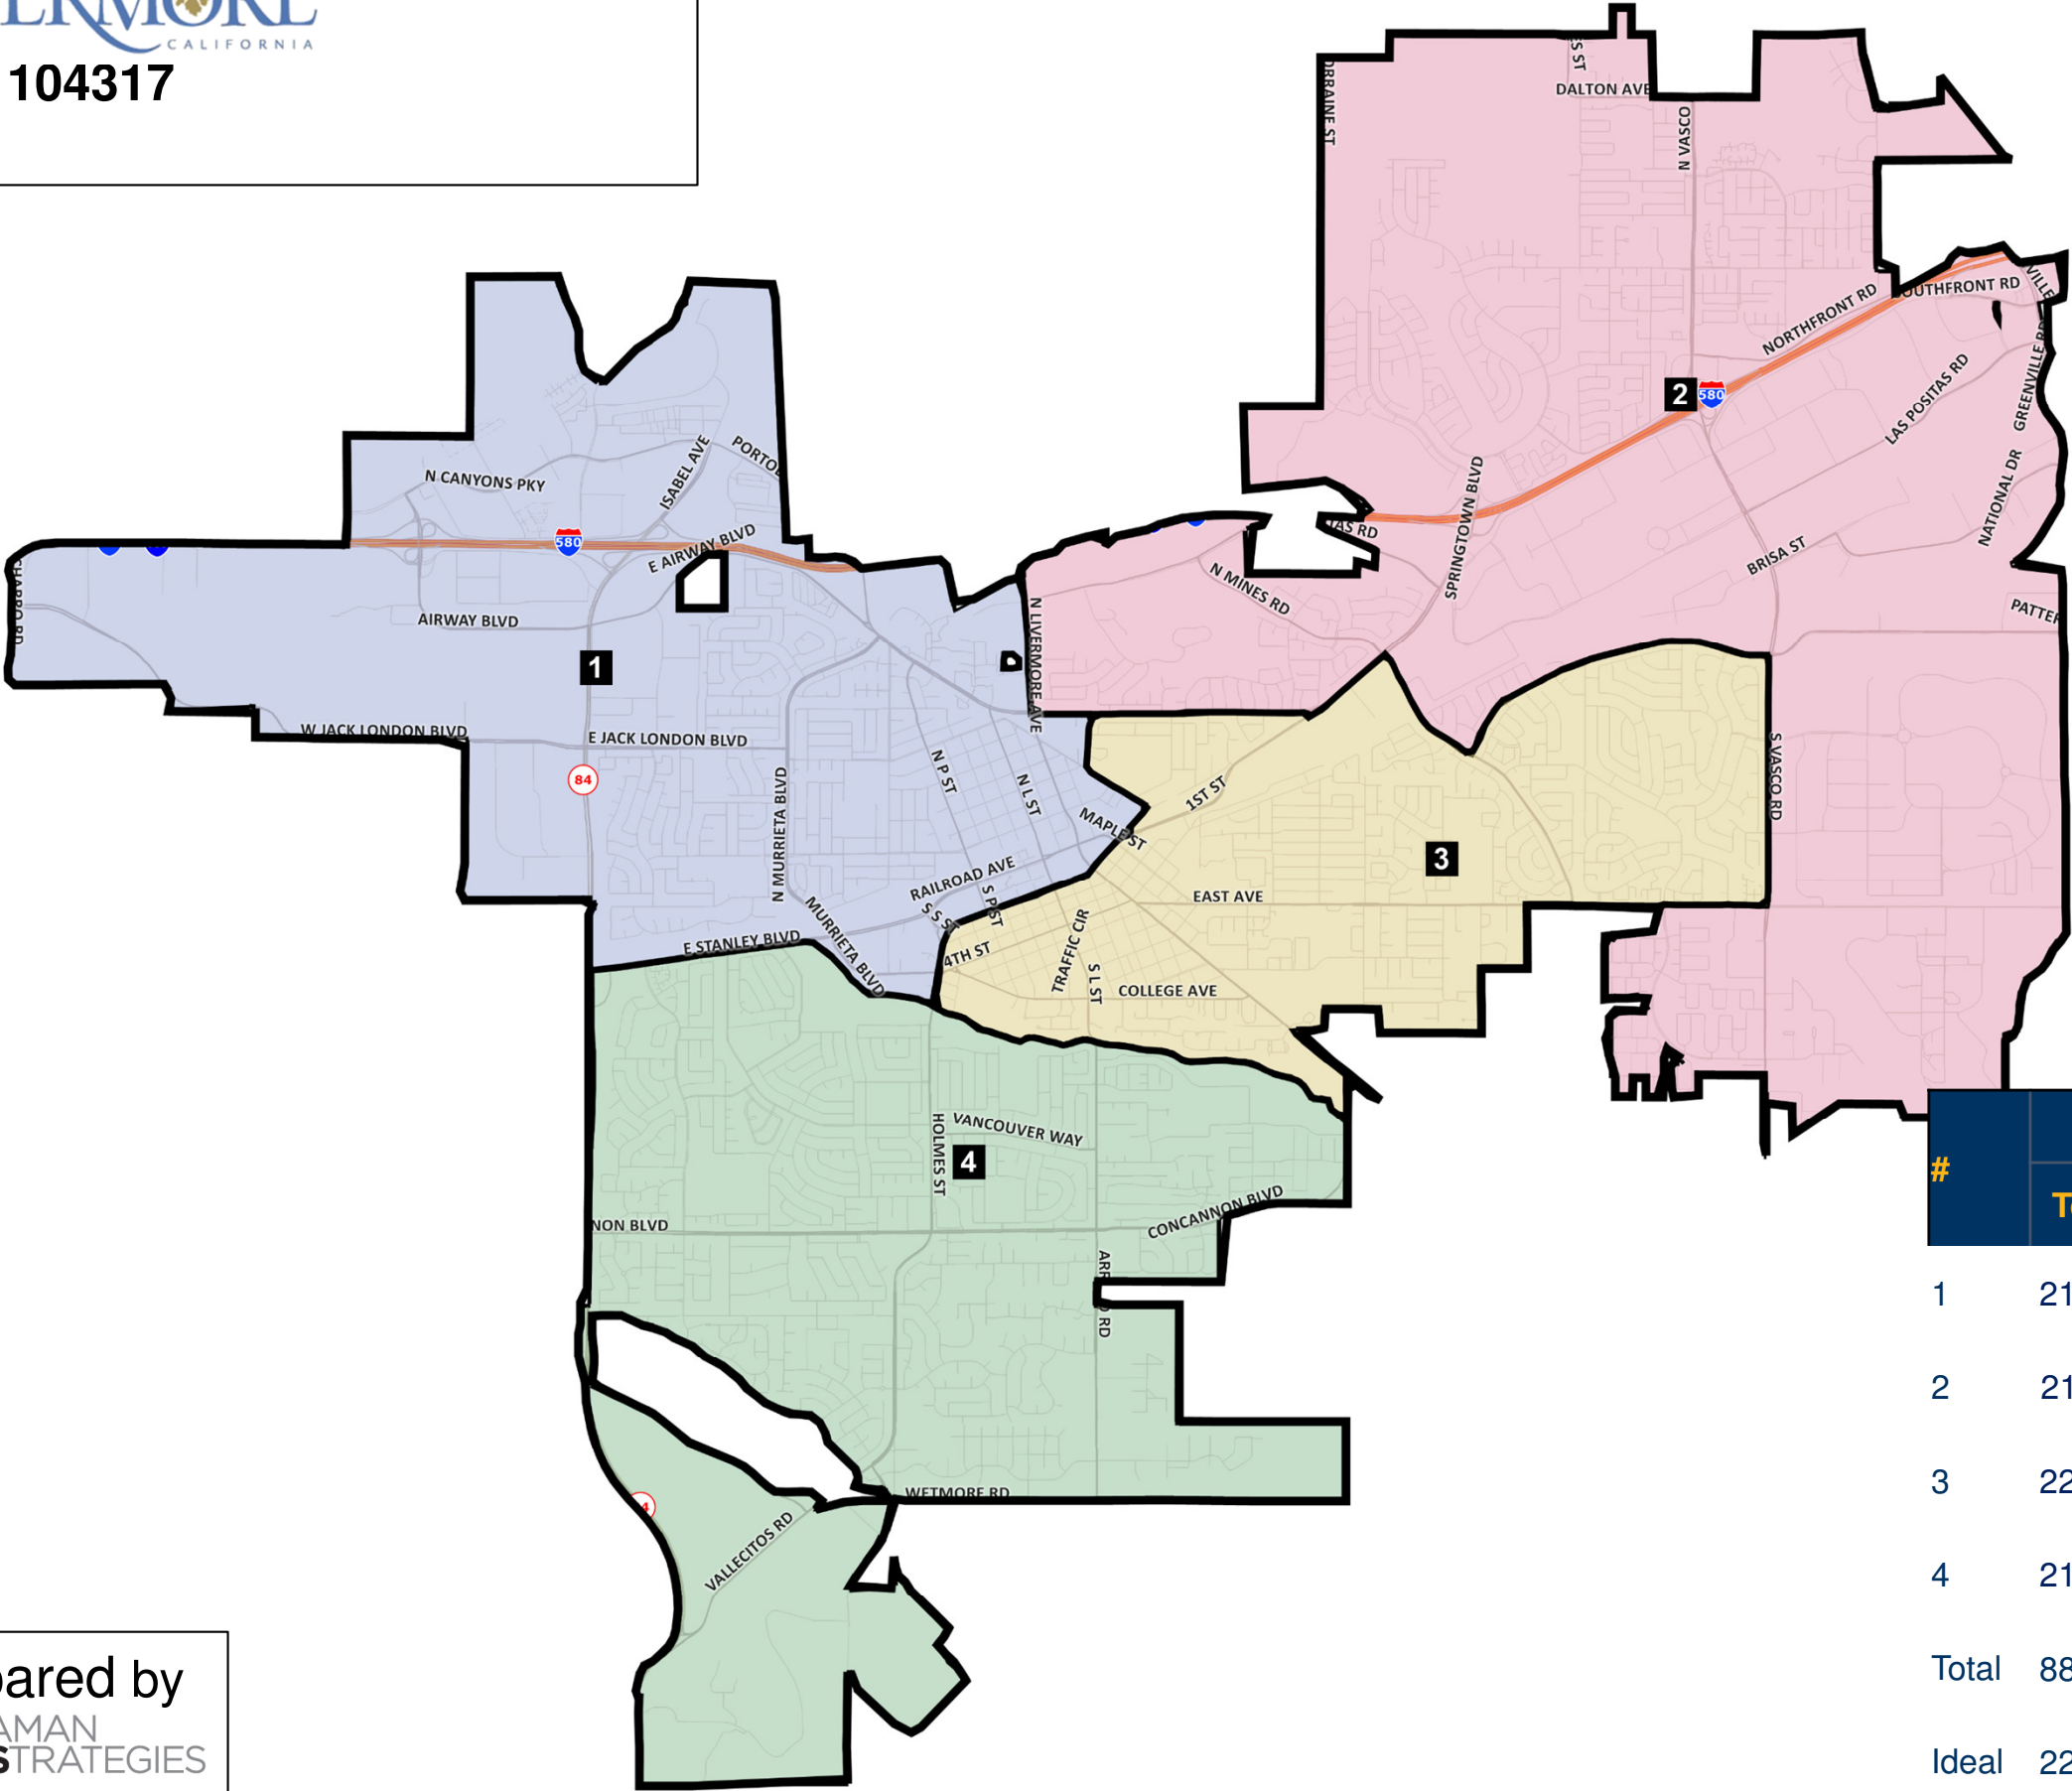 CALIFORNIA
104317
S ST
DALTON AVE
N VASCO
NORTHFRONT RD
LAS POSITAS RD
GREENVILLE RD
NATIONAL DR
2
580
SPRINGTOWN BLVD
BRISA ST
N MINES RD
N CANYONS PKY
ISABEL AVE
580
E AIRWAY BLVD
AIRWAY BLVD
1
N LIVERMORE AVE
W JACK LONDON BLVD
E JACK LONDON BLVD
84
N P ST
N L ST
N MURRIETA BLVD
MAPLE ST
1ST ST
S VASCO RD
3
RAILROAD AVE
S P ST
S S ST
EAST AVE
MURRIETA BLVD
E STANLEY BLVD
4TH ST
TRAFFIC CIR
S L ST
COLLEGE AVE
HOLMES ST
VANCOUVER WAY
4
NON BLVD
CONCANNON BLVD
RD
WETMORE RD
VALLECITOS RD
#
1 21
2 21
3 22
4 21
Total 88
Ideal 22
ared by
AMAN
STRATEGIES